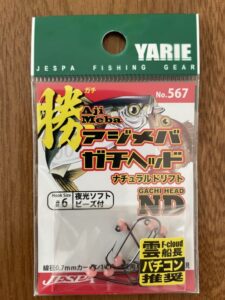 YARIE
JESPA FISHING GEAR
No.567
ガチ
勝
Aji
Meba
アジメバ
ガチヘッド
ナチュラルドリフト
GACHI HEAD
ND
Hook Size
#6
夜光ソフト
ビーズ付
雲
F-cloud
船長
バチコン
推奨
JESPA